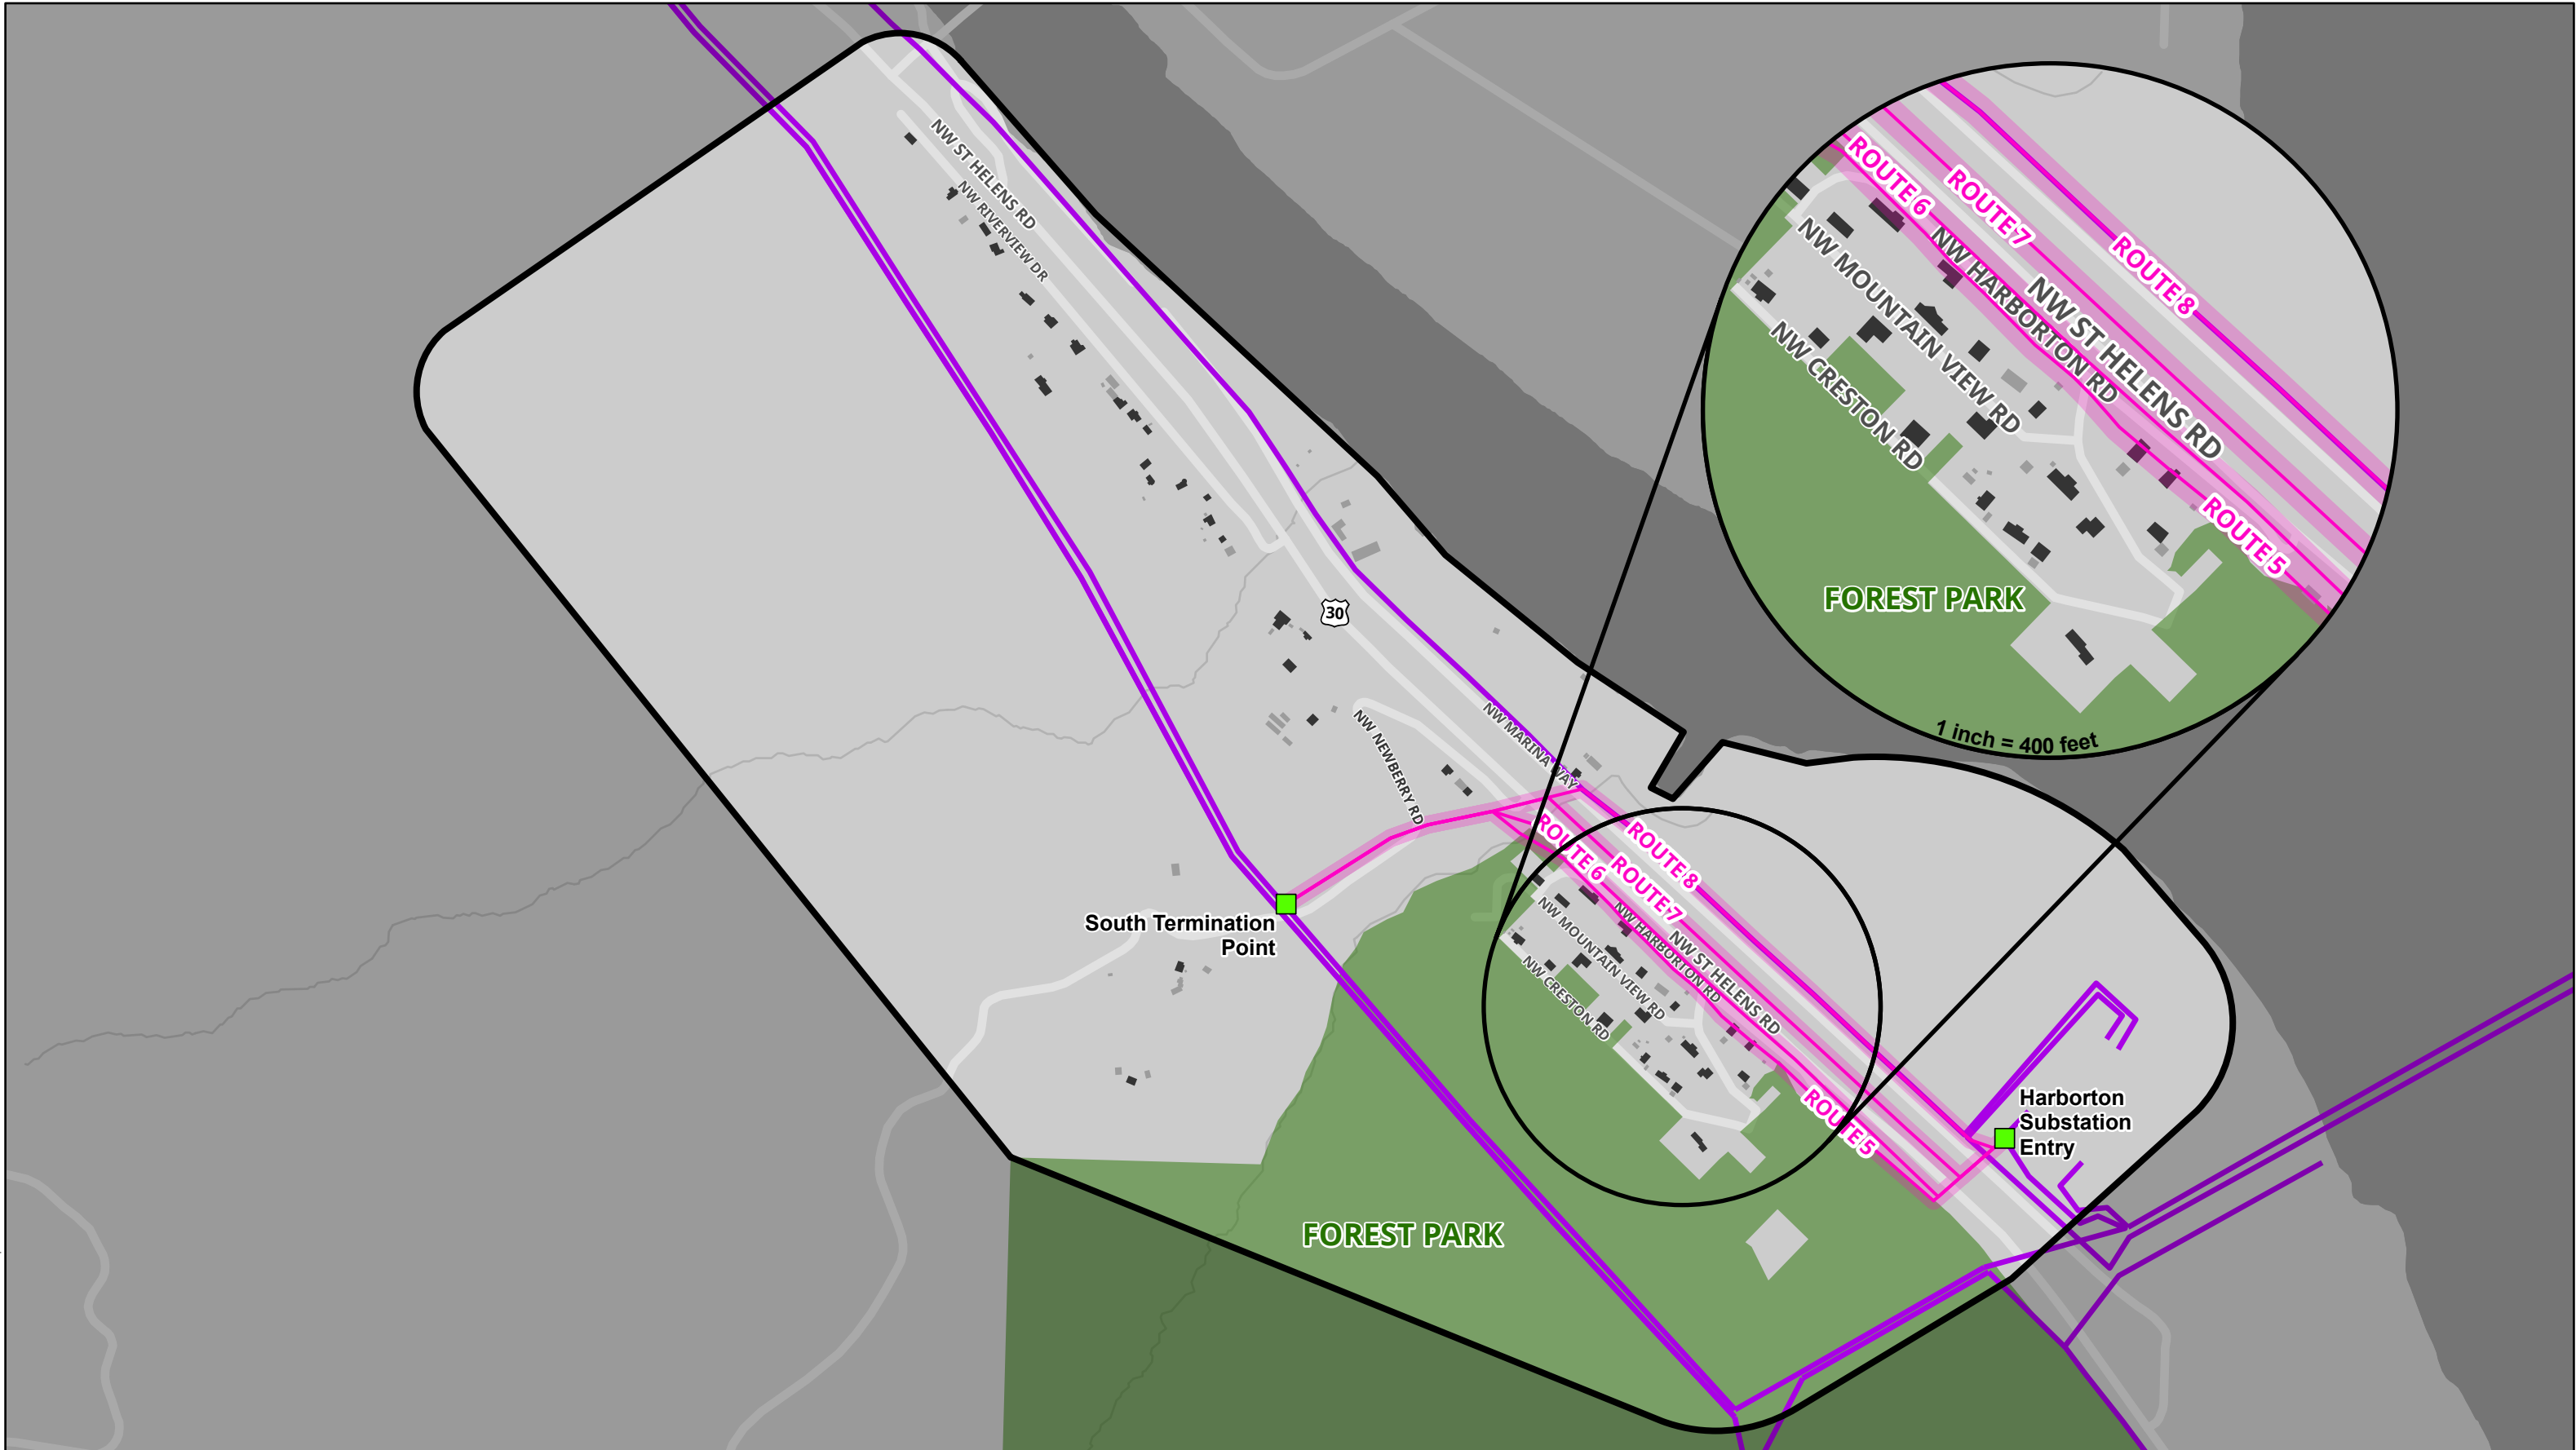 NW ST HELENS RD
NW RIVERVIEW DR
ROUTE 6
ROUTE 7
ROUTE 8
NW HARBORTON RD
NW ST HELENS RD
NW MOUNTAIN VIEW RD
NW CRESTON RD
ROUTE 5
FOREST PARK
1 inch = 400 feet
30
NW MARINA WAY
NW NEWBERRY RD
ROUTE 6
ROUTE 7
ROUTE 8
NW HARBORTON RD
NW ST HELENS RD
NW MOUNTAIN VIEW RD
NW CRESTON RD
ROUTE 5
South Termination
Point
Harborton
Substation
Entry
FOREST PARK